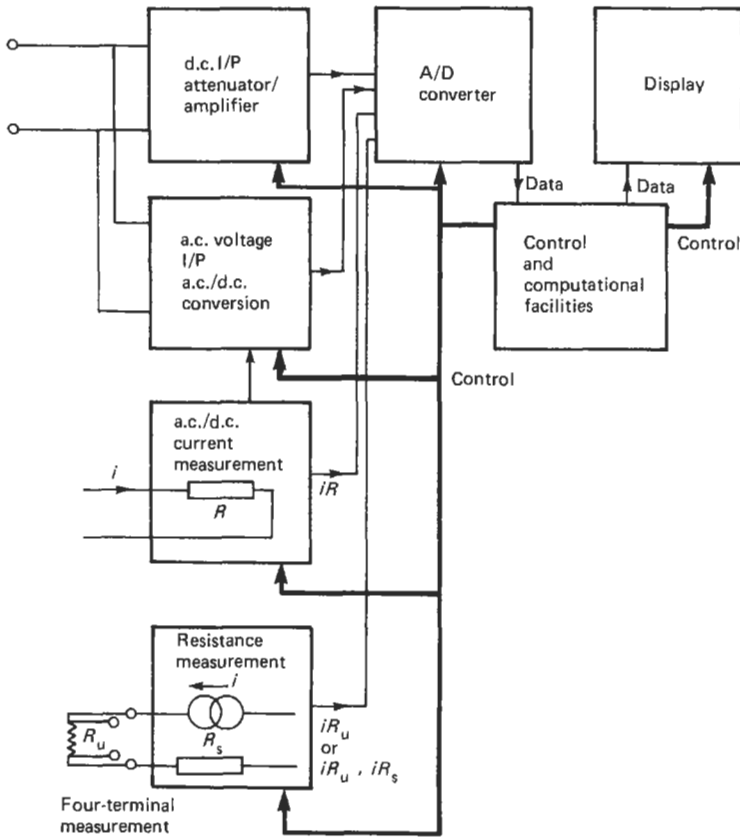 d.c. I/P
attenuator/
amplifier
A/D
converter
Display
Data
Data
a.c. voltage
I/P
a.c./d.c.
conversion
Control
and
computational
facilities
Control
Control
a.c./d.c.
current
measurement
i
R
iR
Resistance
measurement
i
Ru
Rs
iRu
or
iRu , iRs
Four-terminal
measurement